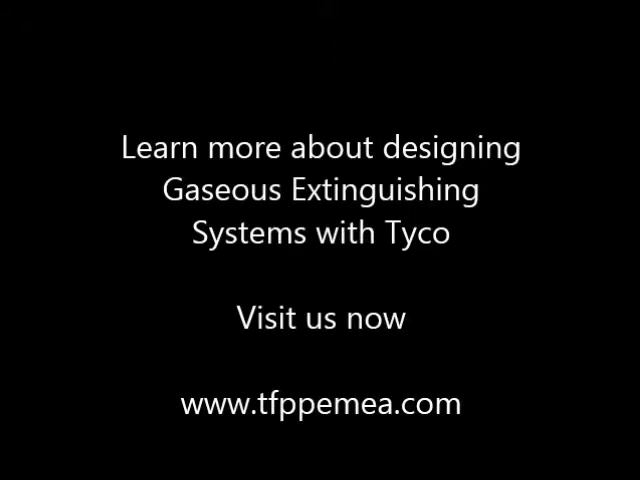 Learn more about designing
Gaseous Extinguishing
Systems with Tyco
Visit us now
www.tfppemea.com